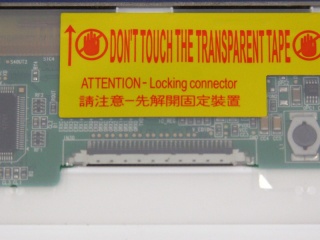 DON'T TOUCH THE TRANSPARENT TAPE
ATTENTION - Locking connector
請注意-先解開固定裝置